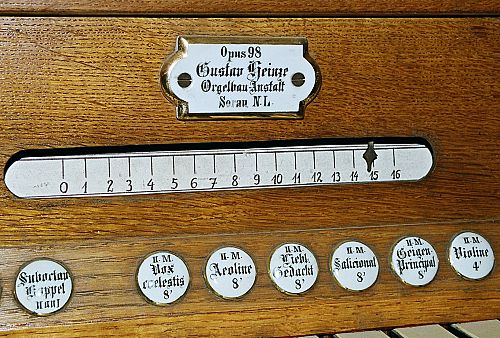 Opus 98
Gustav Heinze
Orgelbau-Anstalt
Sorau N.L.
0 1 2 3 4 5 6 7 8 9 10 11 12 13 14 15 16
Suboctav
Koppel
II. M.
Vox
coelestis
8'
II. M.
Aeoline
8'
II. M.
Liebl.
Gedackt
8'
II. M.
Salicional
8'
II. M.
Geigen-
Principal
8'
II. M.
Violine
4'